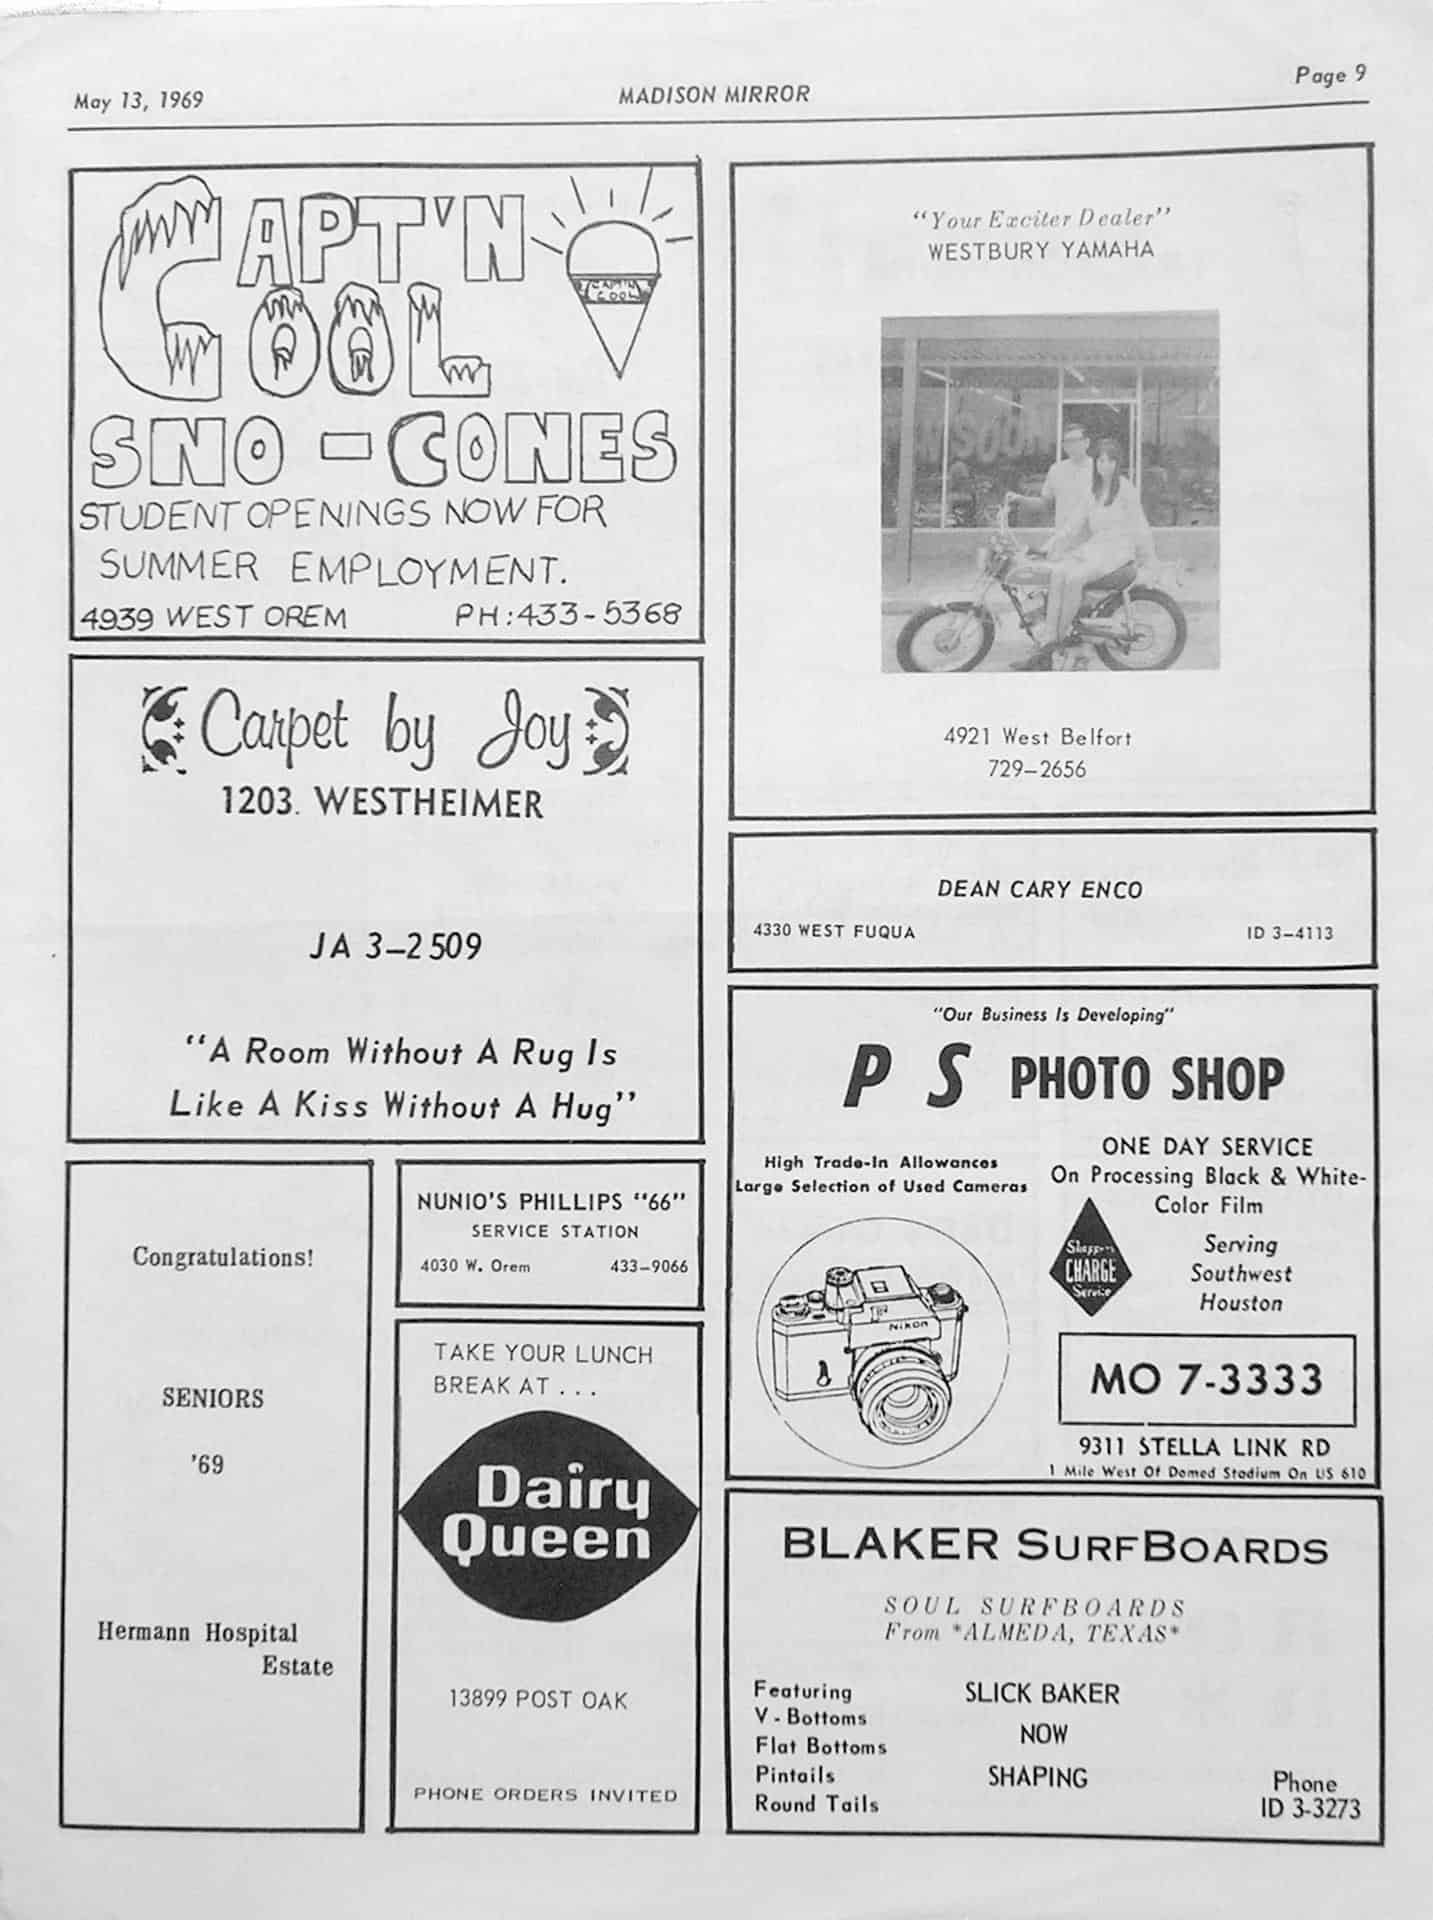 May 13, 1969
MADISON MIRROR
Page 9
CAPT'N
COOL
CAPT'N
COOL
SNO-CONES
STUDENT OPENINGS NOW FOR
SUMMER EMPLOYMENT.
4939 WEST OREM PH:433-5368
Carpet by Joy
1203. WESTHEIMER
JA 3-2509
"A Room Without A Rug Is
Like A Kiss Without A Hug"
Congratulations!
SENIORS
'69
Hermann Hospital
Estate
NUNIO'S PHILLIPS "66"
SERVICE STATION
4030 W. Orem 433-9066
TAKE YOUR LUNCH
BREAK AT ...
Dairy
Queen
13899 POST OAK
PHONE ORDERS INVITED
"Your Exciter Dealer"
WESTBURY YAMAHA
4921 West Belfort
729-2656
DEAN CARY ENCO
4330 WEST FUQUA ID 3-4113
"Our Business Is Developing"
P S PHOTO SHOP
High Trade-In Allowances
Large Selection of Used Cameras
Nikon
ONE DAY SERVICE
On Processing Black & White-
Color Film
Shoppers
CHARGE
Service
Serving
Southwest
Houston
MO 7-3333
9311 STELLA LINK RD
1 Mile West Of Domed Stadium On US 610
BLAKER SURFBOARDS
SOUL SURFBOARDS
From *ALMEDA, TEXAS*
Featuring
V-Bottoms
Flat Bottoms
Pintails
Round Tails
SLICK BAKER
NOW
SHAPING
Phone
ID 3-3273